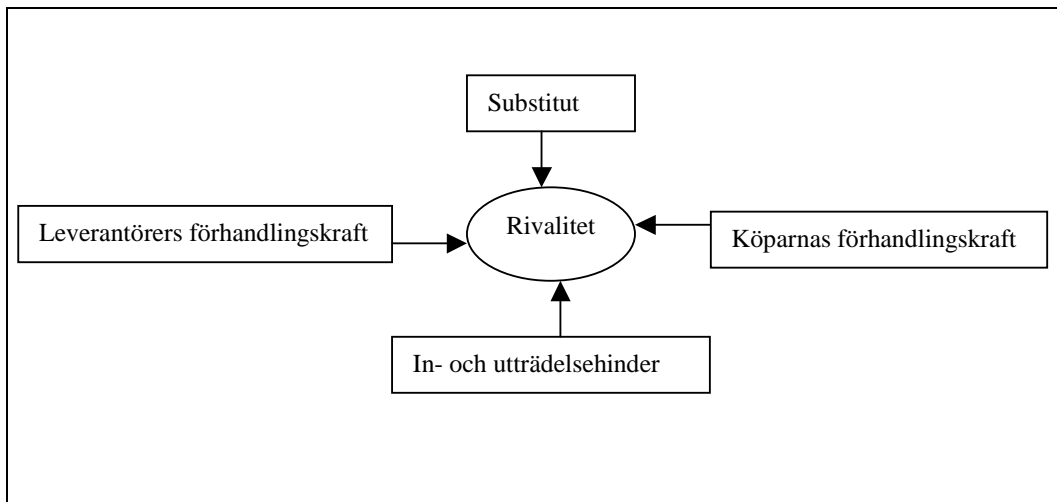 Substitut
Rivalitet
Leverantörers förhandlingskraft
Köparnas förhandlingskraft
In- och utträdelsehinder